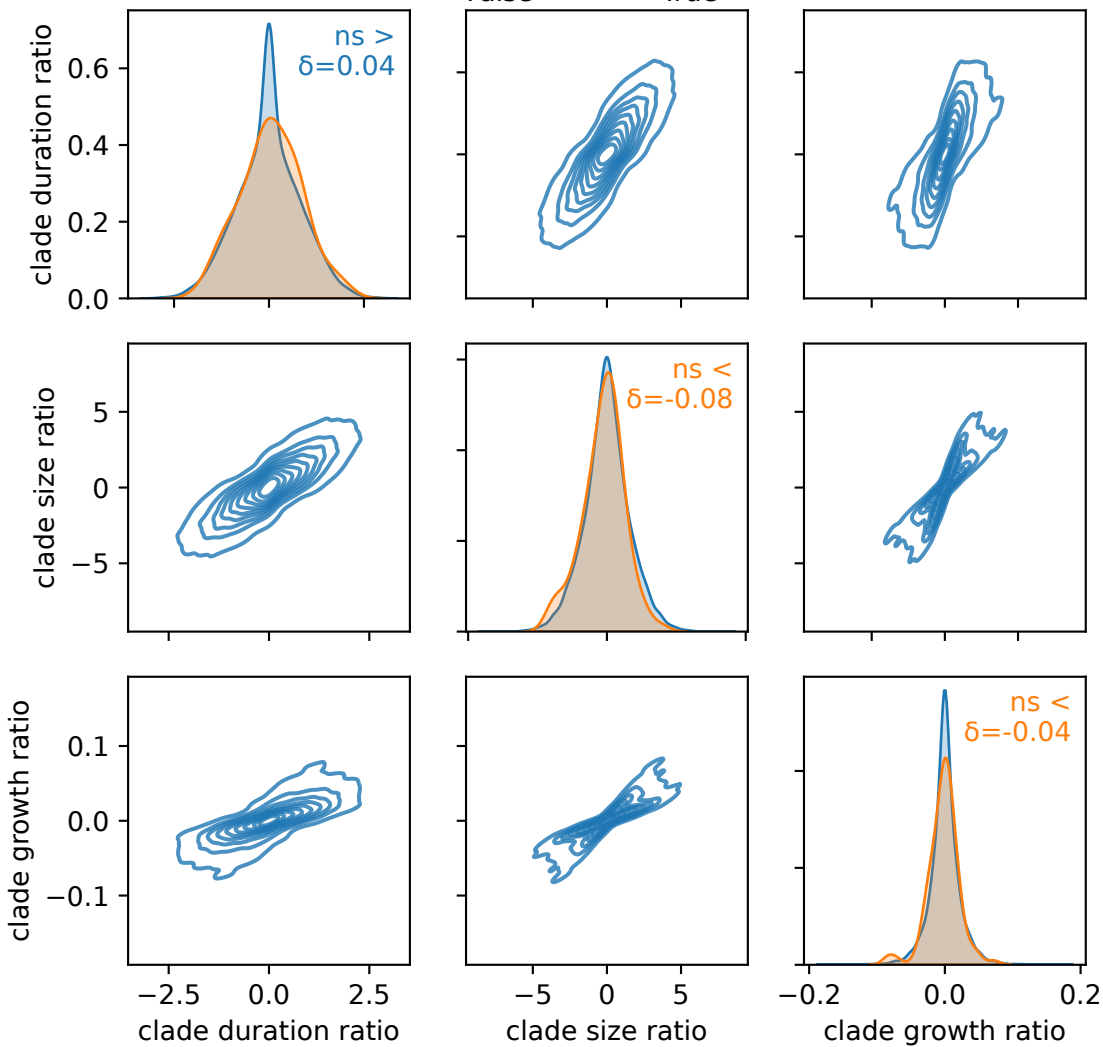 clade duration ratio
0.6
0.4
0.2
0.0
ns >
δ=0.04
clade size ratio
5
0
−5
ns <
δ=-0.08
clade growth ratio
0.1
0.0
−0.1
ns <
δ=-0.04
−2.5 0.0 2.5
−5 0 5
−0.2 0.0 0.2
clade duration ratio
clade size ratio
clade growth ratio